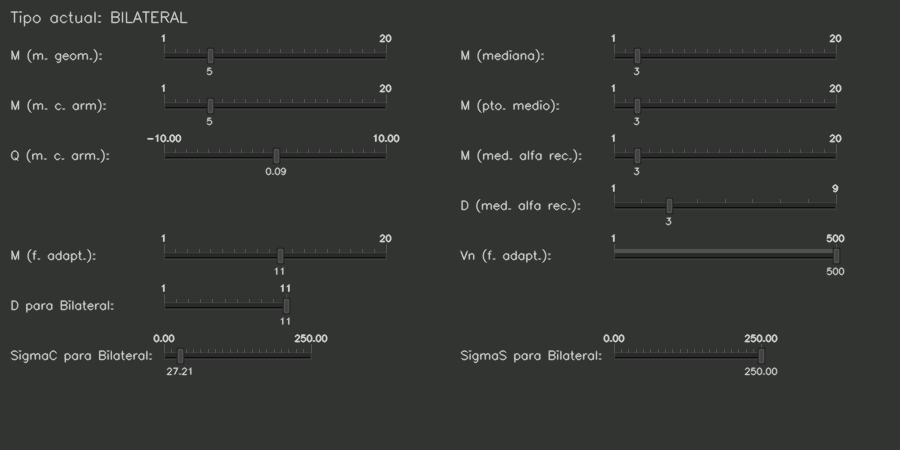 Tipo actual: BILATERAL
1 20
M (m. geom.):
5
1 20
M (mediana):
3
1 20
M (m. c. arm):
5
1 20
M (pto. medio):
3
-10.00 10.00
Q (m. c. arm.):
0.09
1 20
M (med. alfa rec.):
3
1 9
D (med. alfa rec.):
3
1 20
M (f. adapt.):
11
1 500
Vn (f. adapt.):
500
1 11
D para Bilateral:
11
0.00 250.00
SigmaC para Bilateral:
27.21
0.00 250.00
SigmaS para Bilateral:
250.00